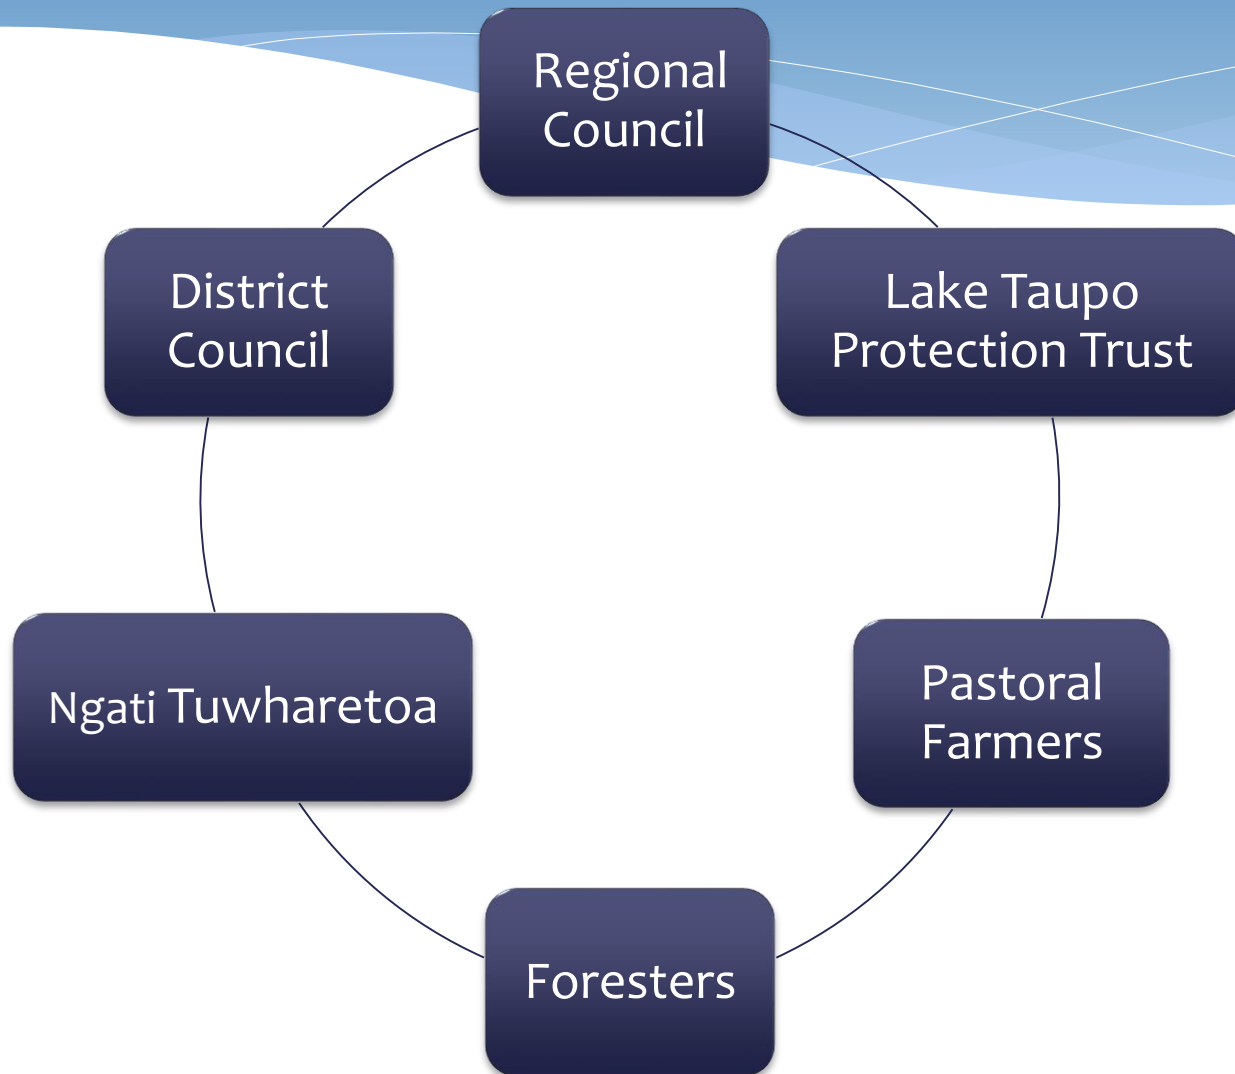 Regional
Council
Lake Taupo
Protection Trust
Pastoral
Farmers
Foresters
Ngati Tuwharetoa
District
Council